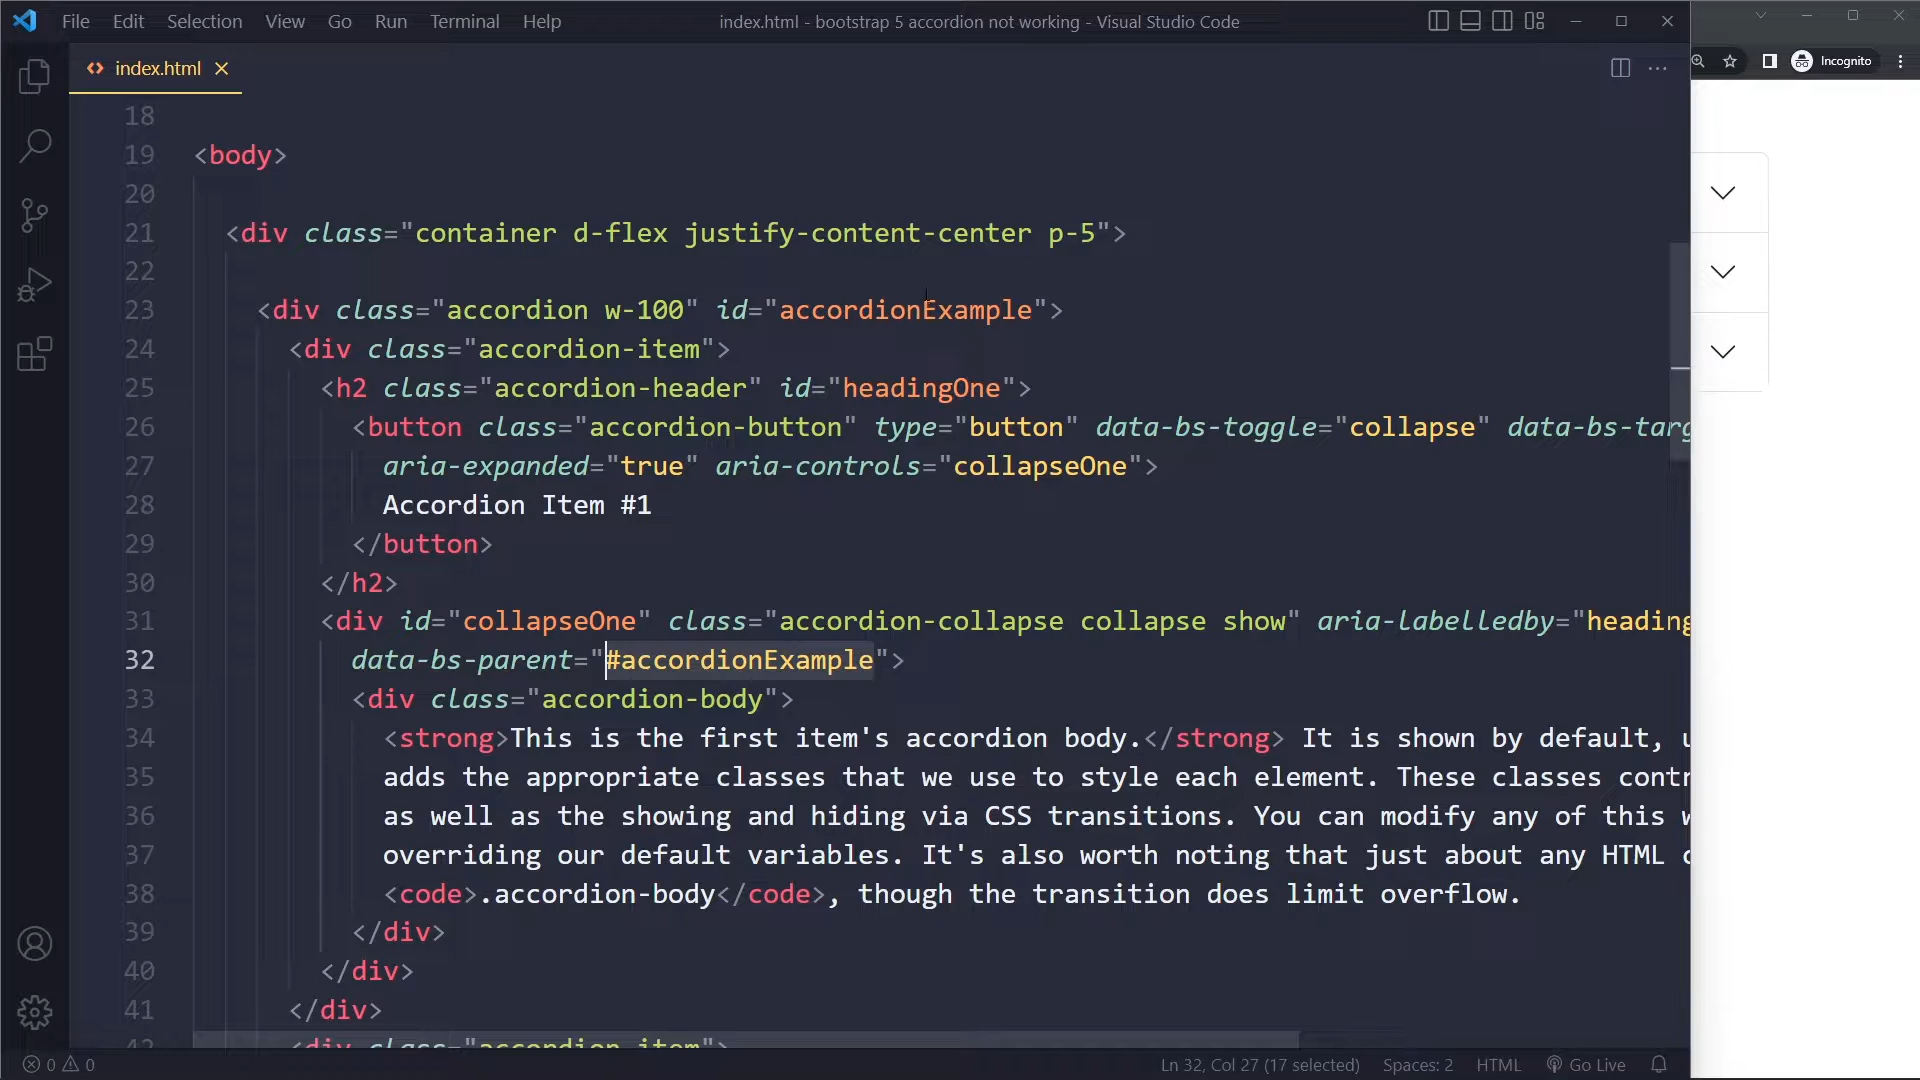 File Edit Selection View Go Run Terminal Help
index.html - bootstrap 5 accordion not working - Visual Studio Code
index.html
Incognito
18
19 <body>
20
21 <div class="container d-flex justify-content-center p-5">
22
23 <div class="accordion w-100" id="accordionExample">
24 <div class="accordion-item">
25 <h2 class="accordion-header" id="headingOne">
26 <button class="accordion-button" type="button" data-bs-toggle="collapse" data-bs-targ
27 aria-expanded="true" aria-controls="collapseOne">
28 Accordion Item #1
29 </button>
30 </h2>
31 <div id="collapseOne" class="accordion-collapse collapse show" aria-labelledby="heading
32 data-bs-parent="#accordionExample">
33 <div class="accordion-body">
34 <strong>This is the first item's accordion body.</strong> It is shown by default,
35 adds the appropriate classes that we use to style each element. These classes contr
36 as well as the showing and hiding via CSS transitions. You can modify any of this
37 overriding our default variables. It's also worth noting that just about any HTML
38 <code>.accordion-body</code>, though the transition does limit overflow.
39 </div>
40 </div>
41 </div>
42 <div class="accordion-item">
0 0
Ln 32, Col 27 (17 selected) Spaces: 2 HTML Go Live